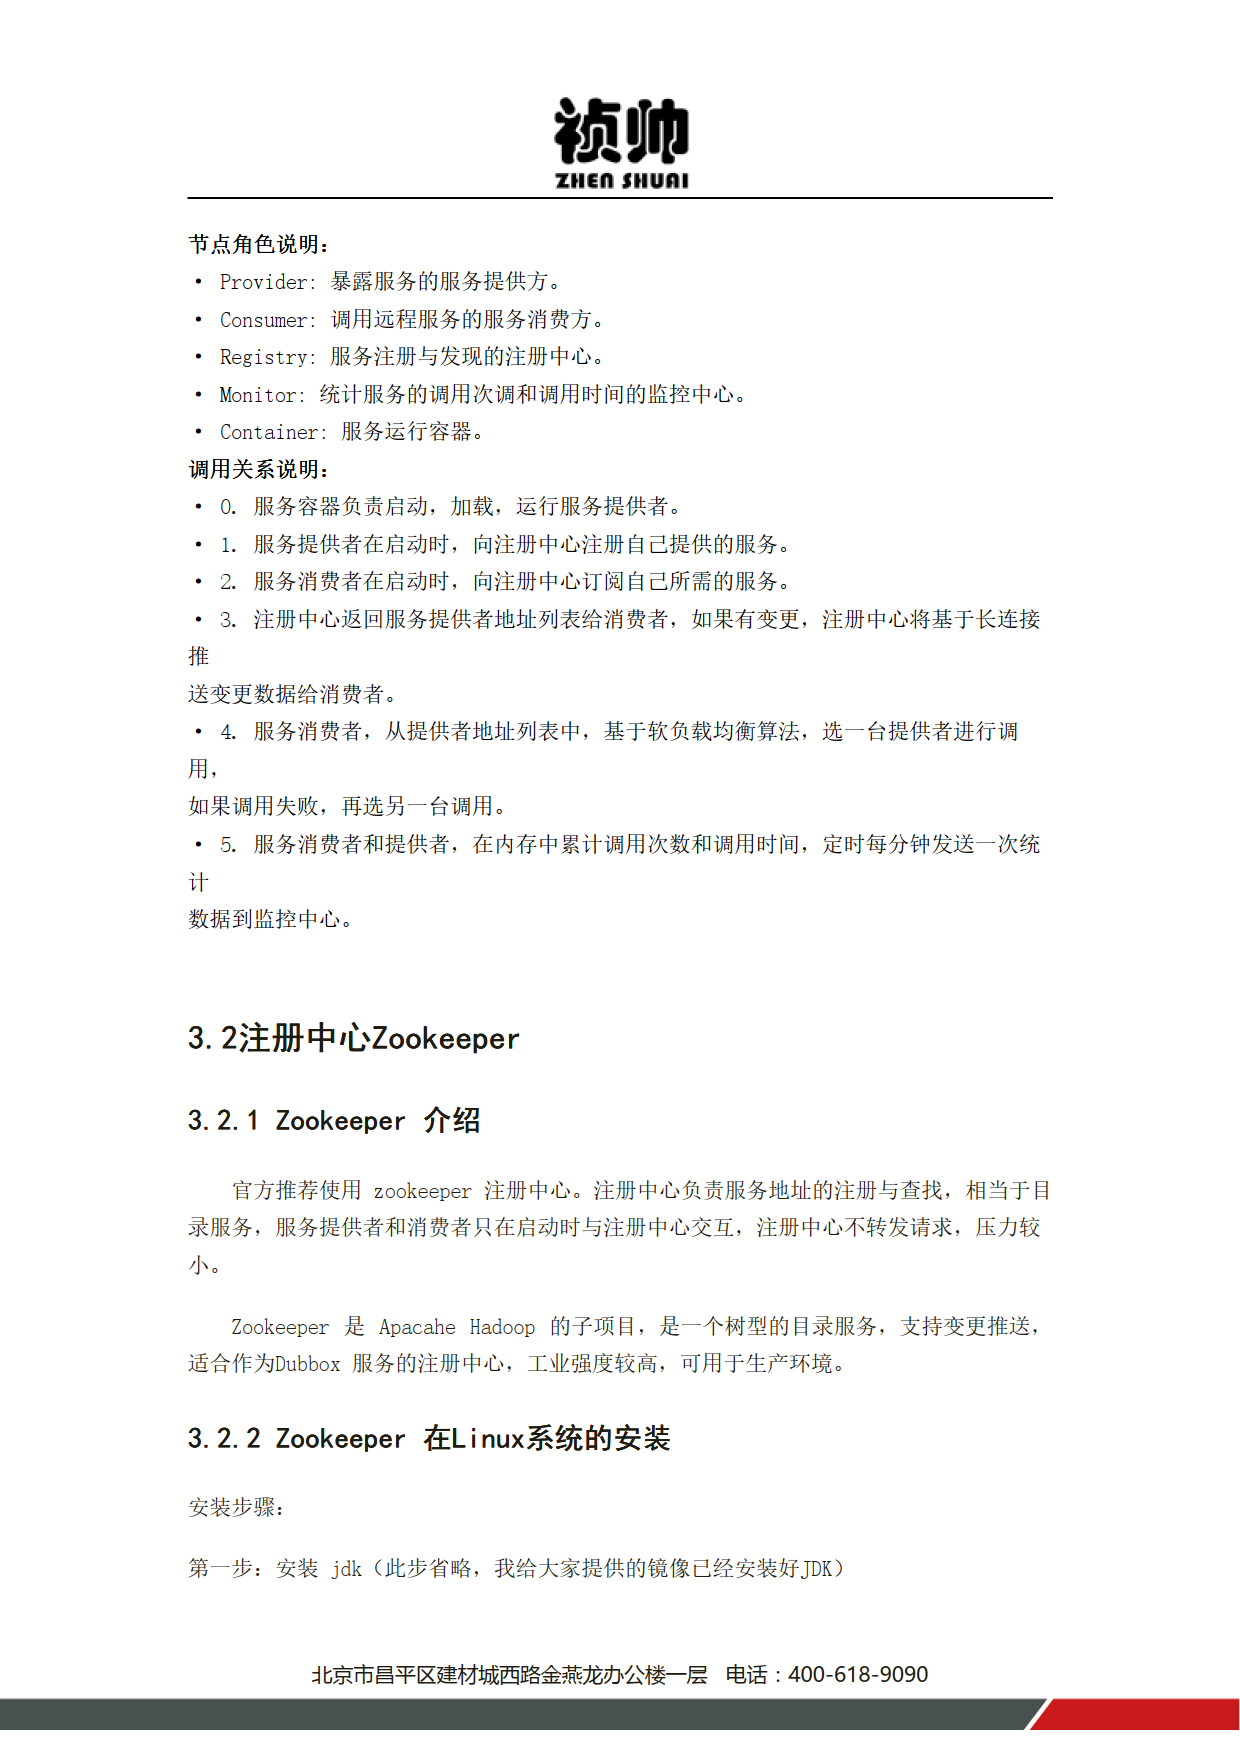 祯帅
ZHEN SHUAI
节点角色说明：
· Provider: 暴露服务的服务提供方。
· Consumer: 调用远程服务的服务消费方。
· Registry: 服务注册与发现的注册中心。
· Monitor: 统计服务的调用次调和调用时间的监控中心。
· Container: 服务运行容器。
调用关系说明：
· 0. 服务容器负责启动，加载，运行服务提供者。
· 1. 服务提供者在启动时，向注册中心注册自己提供的服务。
· 2. 服务消费者在启动时，向注册中心订阅自己所需的服务。
· 3. 注册中心返回服务提供者地址列表给消费者，如果有变更，注册中心将基于长连接
推
送变更数据给消费者。
· 4. 服务消费者，从提供者地址列表中，基于软负载均衡算法，选一台提供者进行调
用，
如果调用失败，再选另一台调用。
· 5. 服务消费者和提供者，在内存中累计调用次数和调用时间，定时每分钟发送一次统
计
数据到监控中心。
3.2注册中心Zookeeper
3.2.1 Zookeeper 介绍
官方推荐使用 zookeeper 注册中心。注册中心负责服务地址的注册与查找，相当于目
录服务，服务提供者和消费者只在启动时与注册中心交互，注册中心不转发请求，压力较
小。
Zookeeper 是 Apacahe Hadoop 的子项目，是一个树型的目录服务，支持变更推送，
适合作为Dubbox 服务的注册中心，工业强度较高，可用于生产环境。
3.2.2 Zookeeper 在Linux系统的安装
安装步骤：
第一步：安装 jdk（此步省略，我给大家提供的镜像已经安装好JDK）
北京市昌平区建材城西路金燕龙办公楼一层 电话：400-618-9090